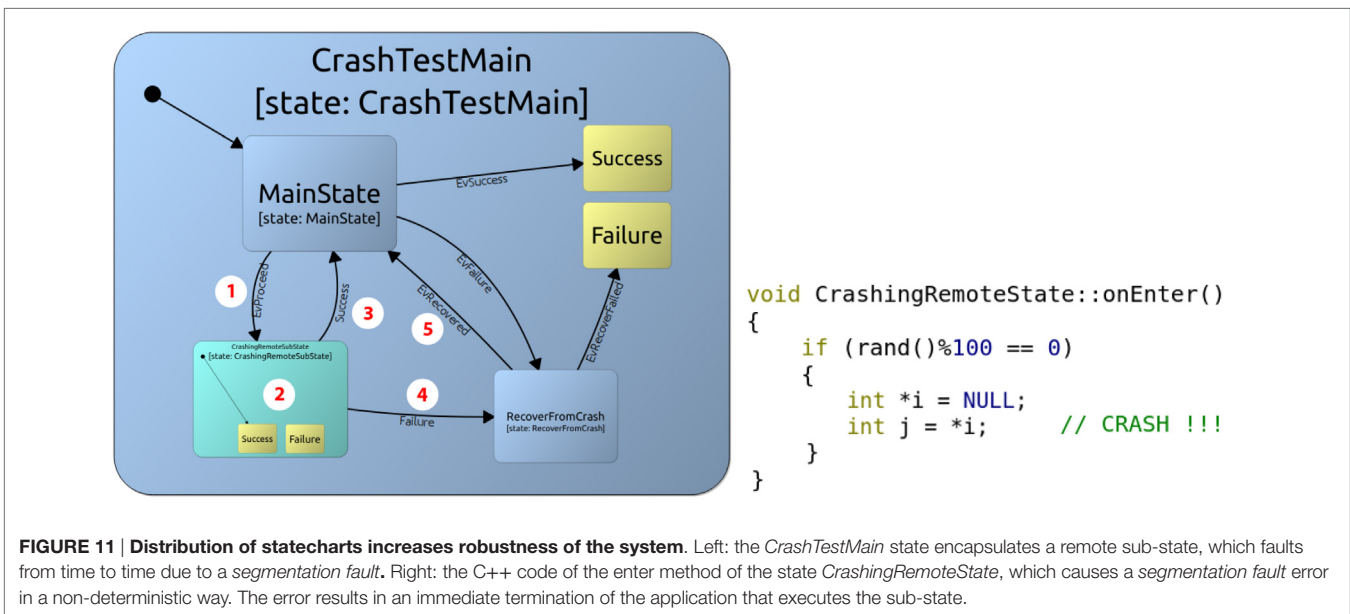 CrashTestMain
[state: CrashTestMain]
MainState
[state: MainState]
Success
Failure
EvSuccess
EvFailure
EvRecovered
EvRecoverFailed
1
EvProceed
Success
3
5
CrashingRemoteSubState
[state: CrashingRemoteSubState]
2
Success
Failure
4
Failure
RecoverFromCrash
[state: RecoverFromCrash]
void CrashingRemoteState::onEnter()
{
if (rand()%100 == 0)
{
int *i = NULL;
int j = *i; // CRASH !!!
}
}
FIGURE 11 | Distribution of statecharts increases robustness of the system. Left: the CrashTestMain state encapsulates a remote sub-state, which faults
from time to time due to a segmentation fault. Right: the C++ code of the enter method of the state CrashingRemoteState, which causes a segmentation fault error
in a non-deterministic way. The error results in an immediate termination of the application that executes the sub-state.